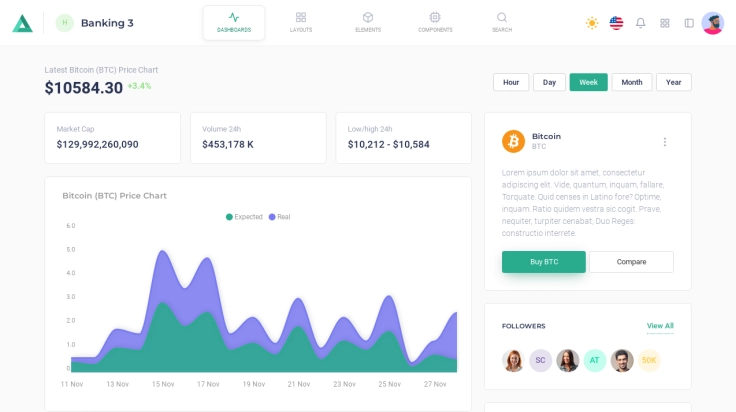 H
Banking 3
DASHBOARDS
LAYOUTS
ELEMENTS
COMPONENTS
SEARCH
Latest Bitcoin (BTC) Price Chart
$10584.30 +3.4%
Hour
Day
Week
Month
Year
Market Cap
$129,992,260,090
Volume 24h
$453,178 K
Low/high 24h
$10,212 - $10,584
Bitcoin (BTC) Price Chart
Expected
Real
6.0
5.0
4.0
3.0
2.0
1.0
0
11 Nov
13 Nov
15 Nov
17 Nov
19 Nov
21 Nov
23 Nov
25 Nov
27 Nov
Bitcoin
BTC
Lorem ipsum dolor sit amet, consectetur
adipiscing elit. Vide, quantum, inquam, fallare,
Torquate. Quid censes in Latino fore? Optime,
inquam. Ratio quidem vestra sic cogit. Prave,
nequiter, turpiter cenabat; Duo Reges:
constructio interrete.
Buy BTC
Compare
FOLLOWERS
View All
SC
AT
50K